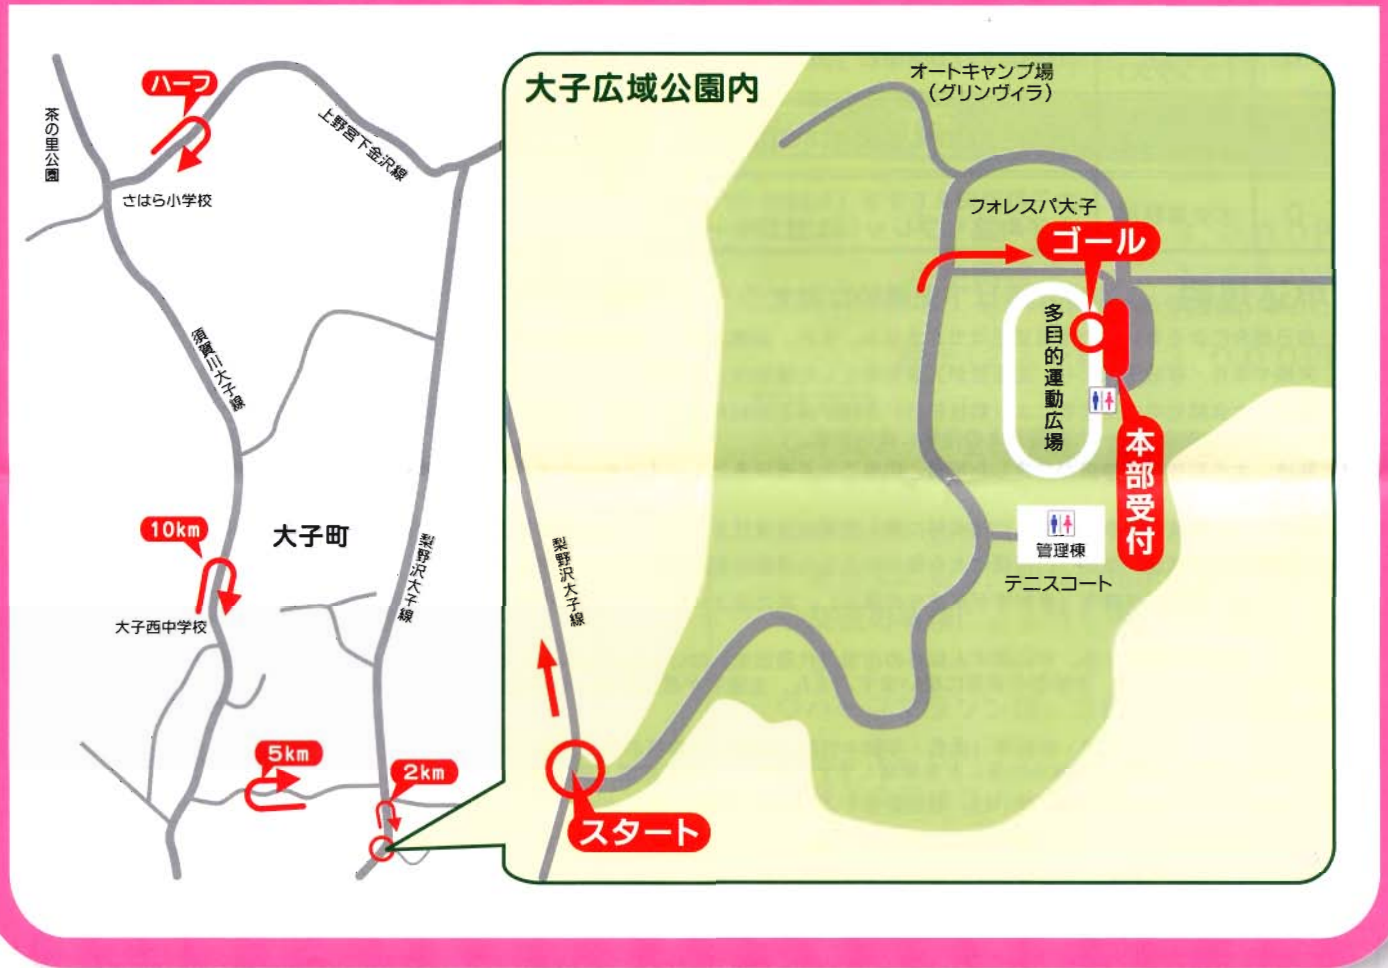 ハーフ
茶の里公園
上野宮下金沢線
さはら小学校
須賀川大子線
10km
大子町
大子西中学校
梨野沢大子線
5km
2km
大子広域公園内
オートキャンプ場
（グリンヴィラ）
フォレスパ大子
ゴール
多目的運動広場
本部受付
管理棟
テニスコート
梨野沢大子線
スタート